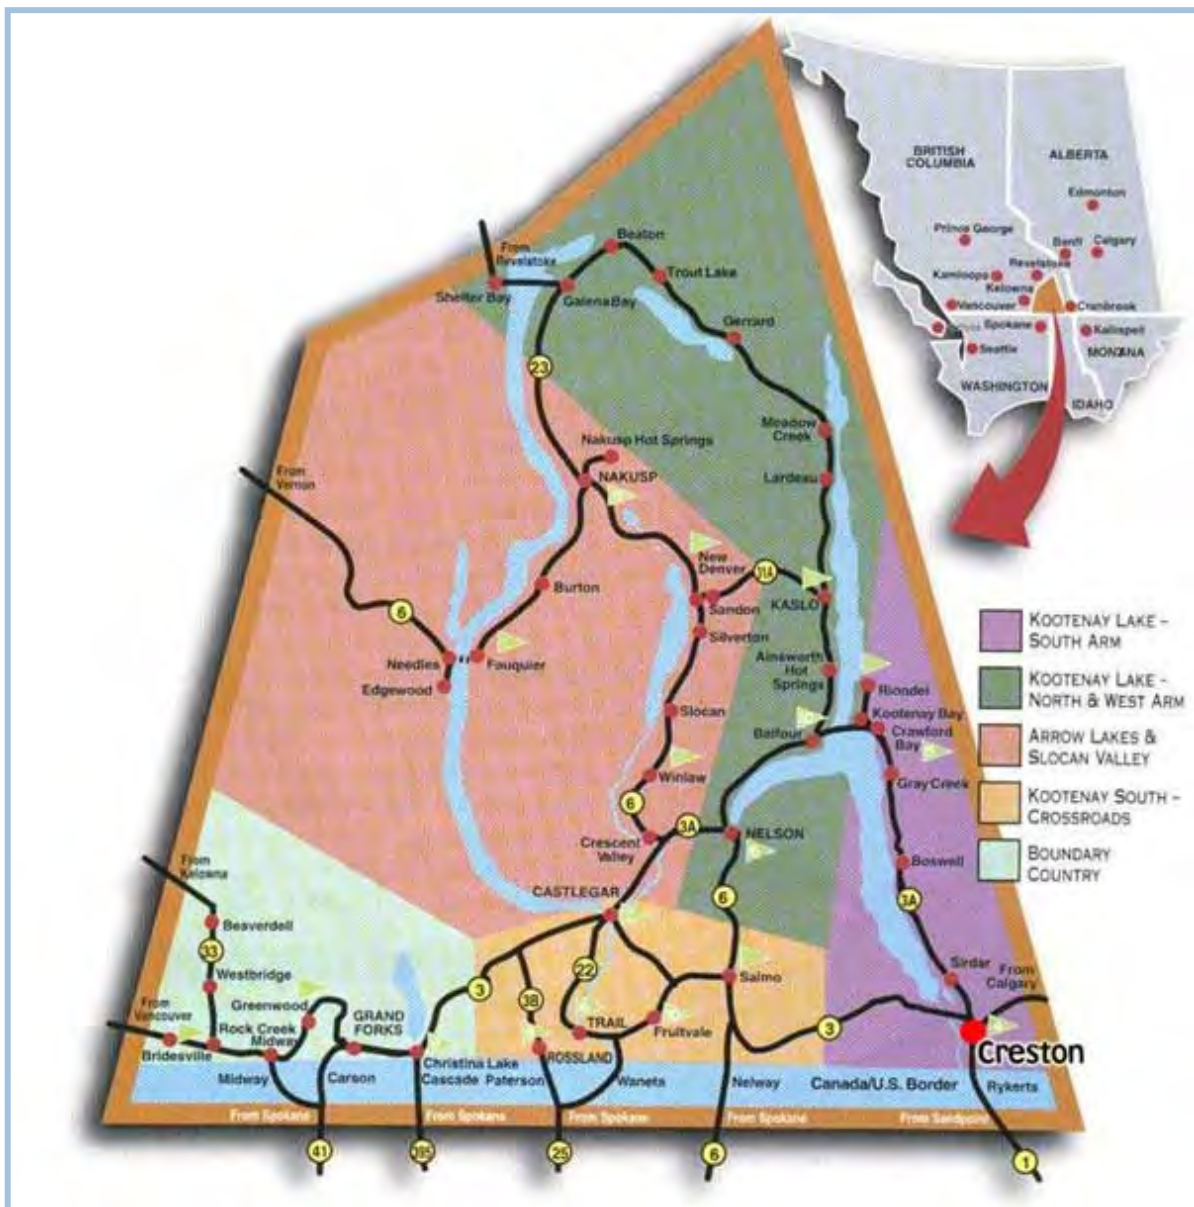 BRITISH
COLUMBIA
ALBERTA
Edmonton
Prince George
Banff
Calgary
Revelstoke
Kamloops
Kelowna
Vancouver
Cranbrook
Spokane
Kalispell
Seattle
MONTANA
WASHINGTON
IDAHO
From
Revelstoke
Beaton
Shelter Bay
Galena Bay
Trout Lake
Gerrard
23
Meadow
Creek
Nakusp Hot Springs
NAKUSP
Lardeau
From
Vernon
New
Denver
31A
Burton
Sandon
KASLO
6
Silverton
Needles
Fauquier
Edgewood
Ainsworth
Hot
Springs
Riondel
Slocan
Kootenay Bay
Balfour
Crawford
Bay
Winlaw
Gray Creek
6
3A
NELSON
Crescent
Valley
Boswell
CASTLEGAR
6
3A
KOOTENAY LAKE –
SOUTH ARM
KOOTENAY LAKE –
NORTH & WEST ARM
ARROW LAKES &
SLOCAN VALLEY
KOOTENAY SOUTH –
CROSSROADS
BOUNDARY
COUNTRY
From
Kelowna
Beaverdell
33
Westbridge
22
Salmo
Sirdar
From
Calgary
From
Vancouver
Greenwood
GRAND
FORKS
3
3B
3
Rock Creek
Midway
TRAIL
Fruitvale
Bridesville
Christina Lake
ROSSLAND
Creston
Midway
Carson
Cascade
Paterson
Waneta
Nelway
Canada/U.S. Border
Rykerts
From Spokane
From Spokane
From Spokane
From Spokane
From Sandpoint
41
395
25
6
1